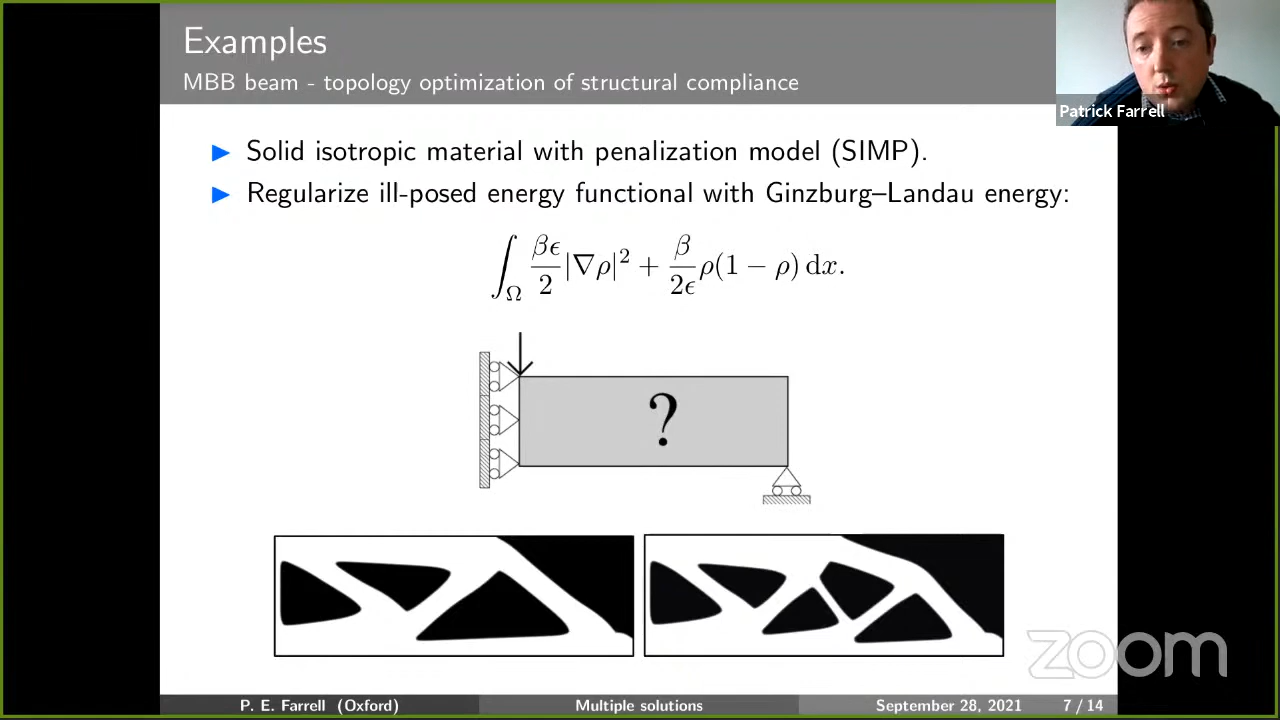 Examples
MBB beam - topology optimization of structural compliance
Patrick Farrell
▶ Solid isotropic material with penalization model (SIMP).
▶ Regularize ill-posed energy functional with Ginzburg–Landau energy:
∫_Ω βϵ/2 |∇ρ|² + β/2ϵ ρ(1 − ρ) dx.
?
zoom
P. E. Farrell (Oxford) Multiple solutions September 28, 2021 7 / 14